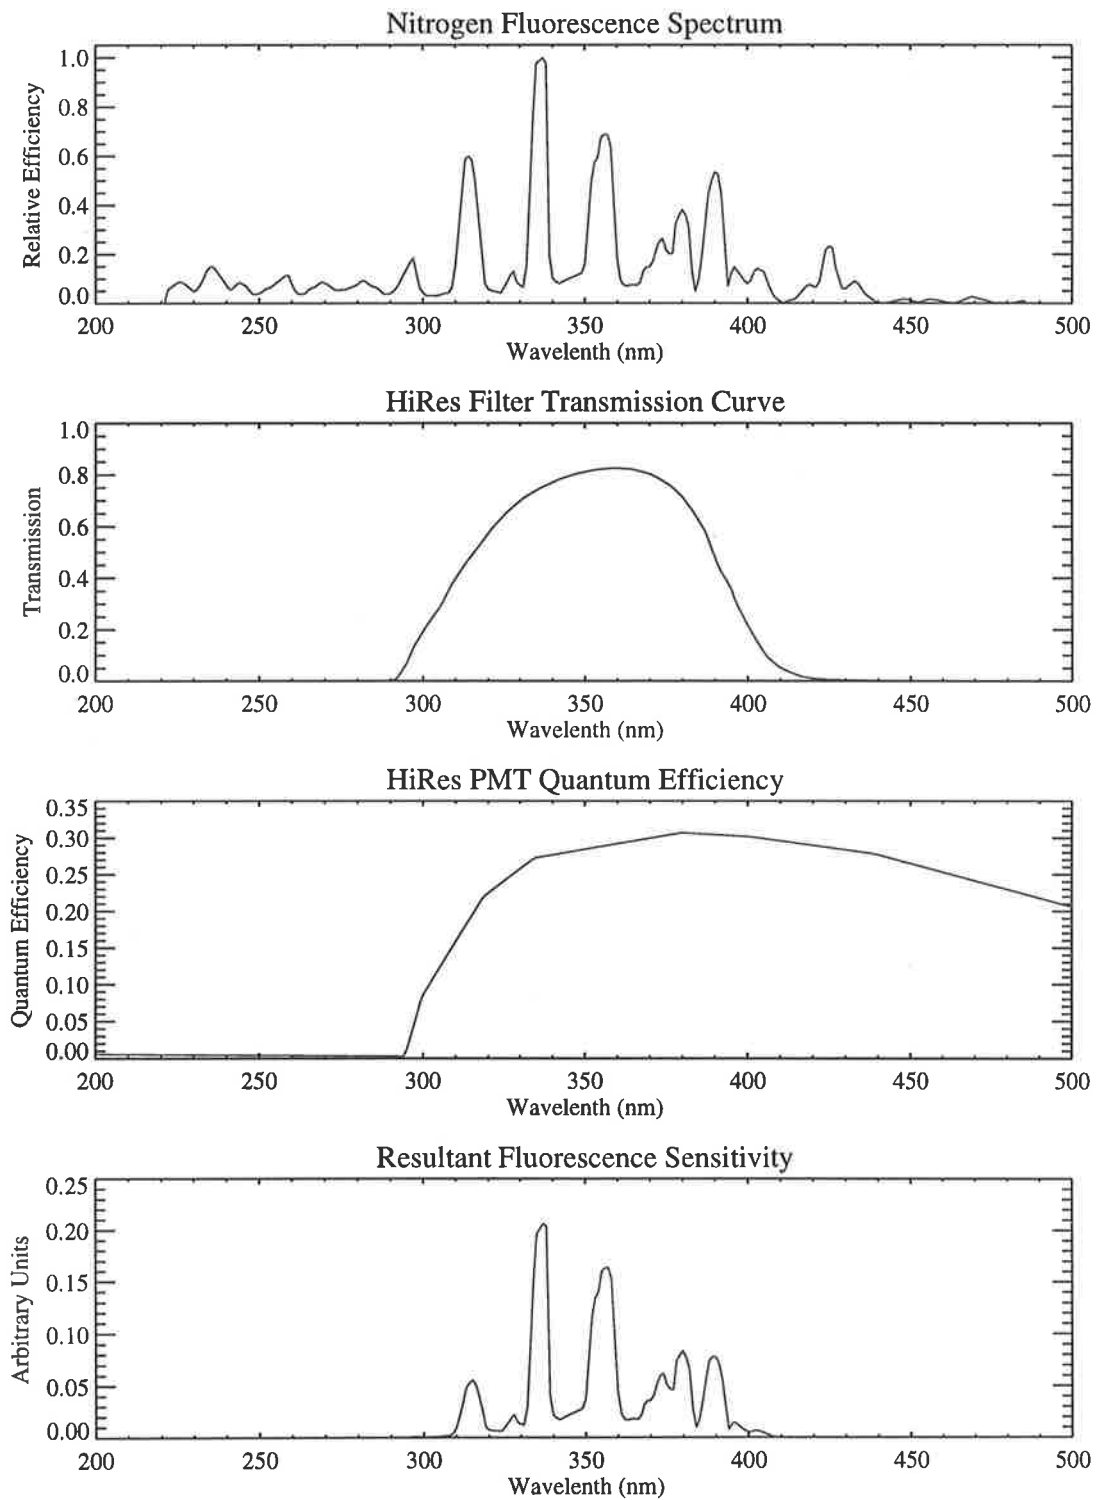 Nitrogen Fluorescence Spectrum
1.0
0.8
0.6
0.4
0.2
0.0
Relative Efficiency
200 250 300 350 400 450 500
Wavelenth (nm)
HiRes Filter Transmission Curve
1.0
0.8
0.6
0.4
0.2
0.0
Transmission
200 250 300 350 400 450 500
Wavelenth (nm)
HiRes PMT Quantum Efficiency
0.35
0.30
0.25
0.20
0.15
0.10
0.05
0.00
Quantum Efficiency
200 250 300 350 400 450 500
Wavelenth (nm)
Resultant Fluorescence Sensitivity
0.25
0.20
0.15
0.10
0.05
0.00
Arbitrary Units
200 250 300 350 400 450 500
Wavelenth (nm)